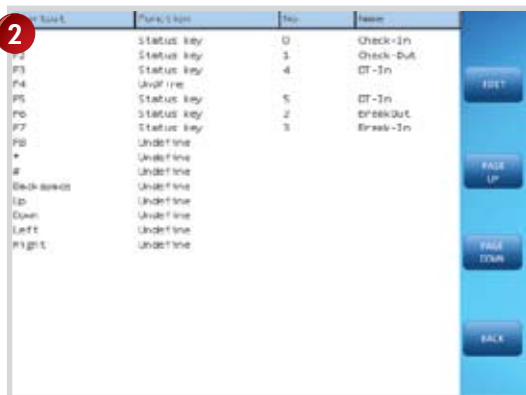 2
Function No. Name
Status key 0 Check-In
F2 Status key 1 Check-Out
F3 Status key 4 OT-In
F4 Undfine
F5 Status key 5 OT-In
F6 Status key 2 BreakOut
F7 Status key 3 Break-In
F8 Undefine
* Undefine
# Undefine
Backspace Undefine
Up Undefine
Down Undefine
Left Undefine
Right Undefine
EDIT
PAGE
UP
PAGE
DOWN
BACK